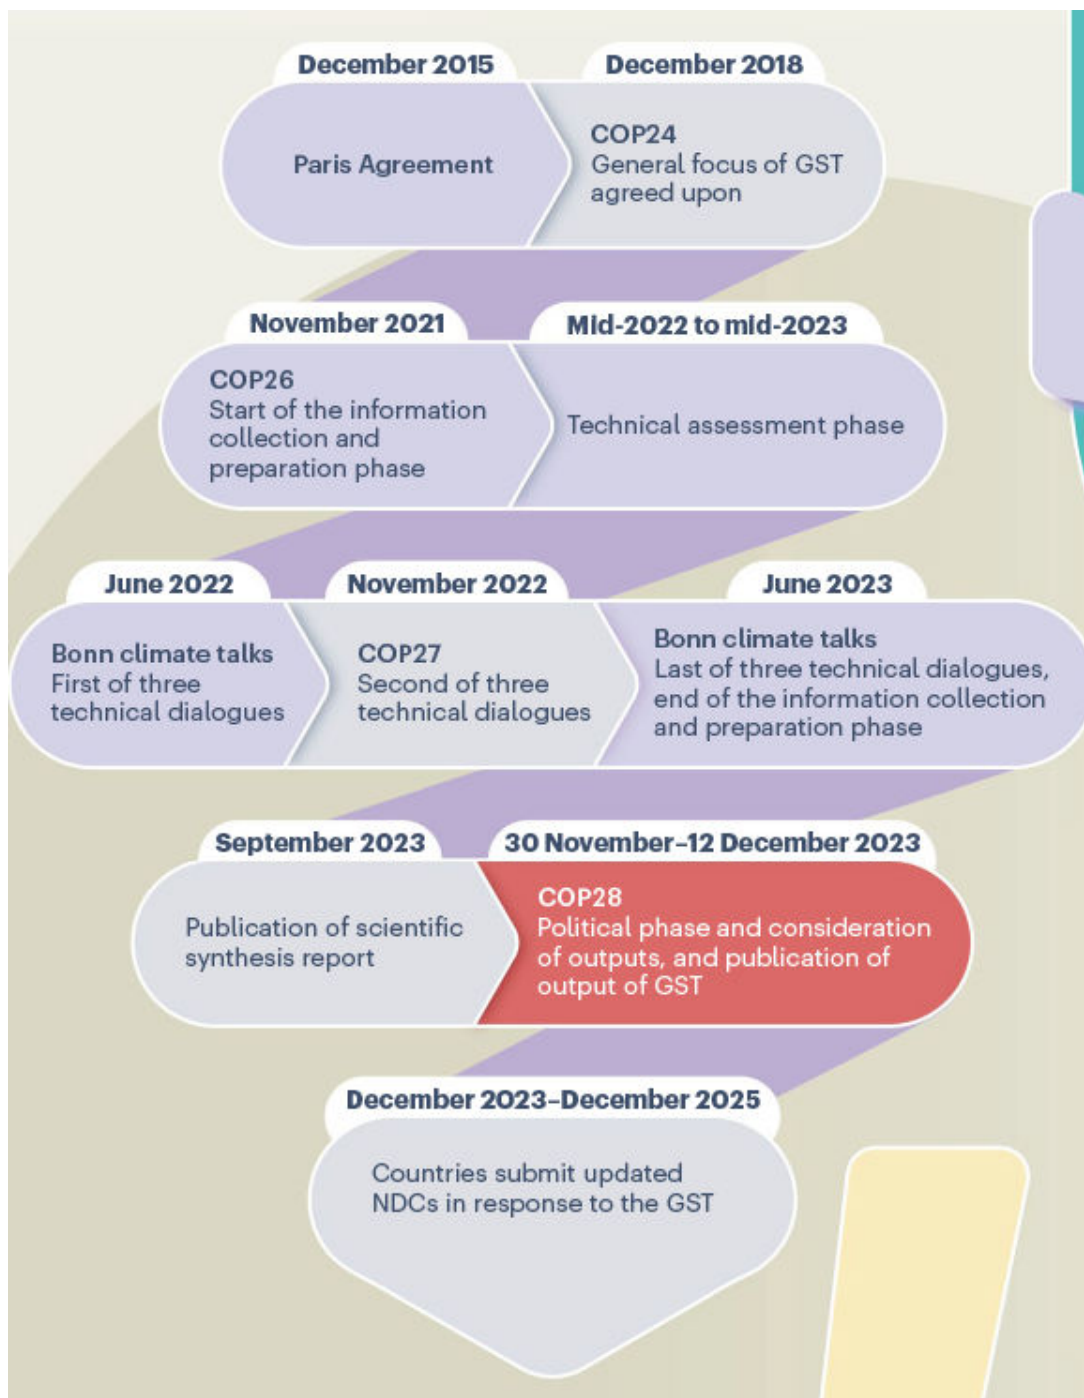 December 2015
Paris Agreement
December 2018
COP24
General focus of GST
agreed upon
November 2021
COP26
Start of the information
collection and
preparation phase
Mid-2022 to mid-2023
Technical assessment phase
June 2022
Bonn climate talks
First of three
technical dialogues
November 2022
COP27
Second of three
technical dialogues
June 2023
Bonn climate talks
Last of three technical dialogues,
end of the information collection
and preparation phase
September 2023
Publication of scientific
synthesis report
30 November–12 December 2023
COP28
Political phase and consideration
of outputs, and publication of
output of GST
December 2023–December 2025
Countries submit updated
NDCs in response to the GST